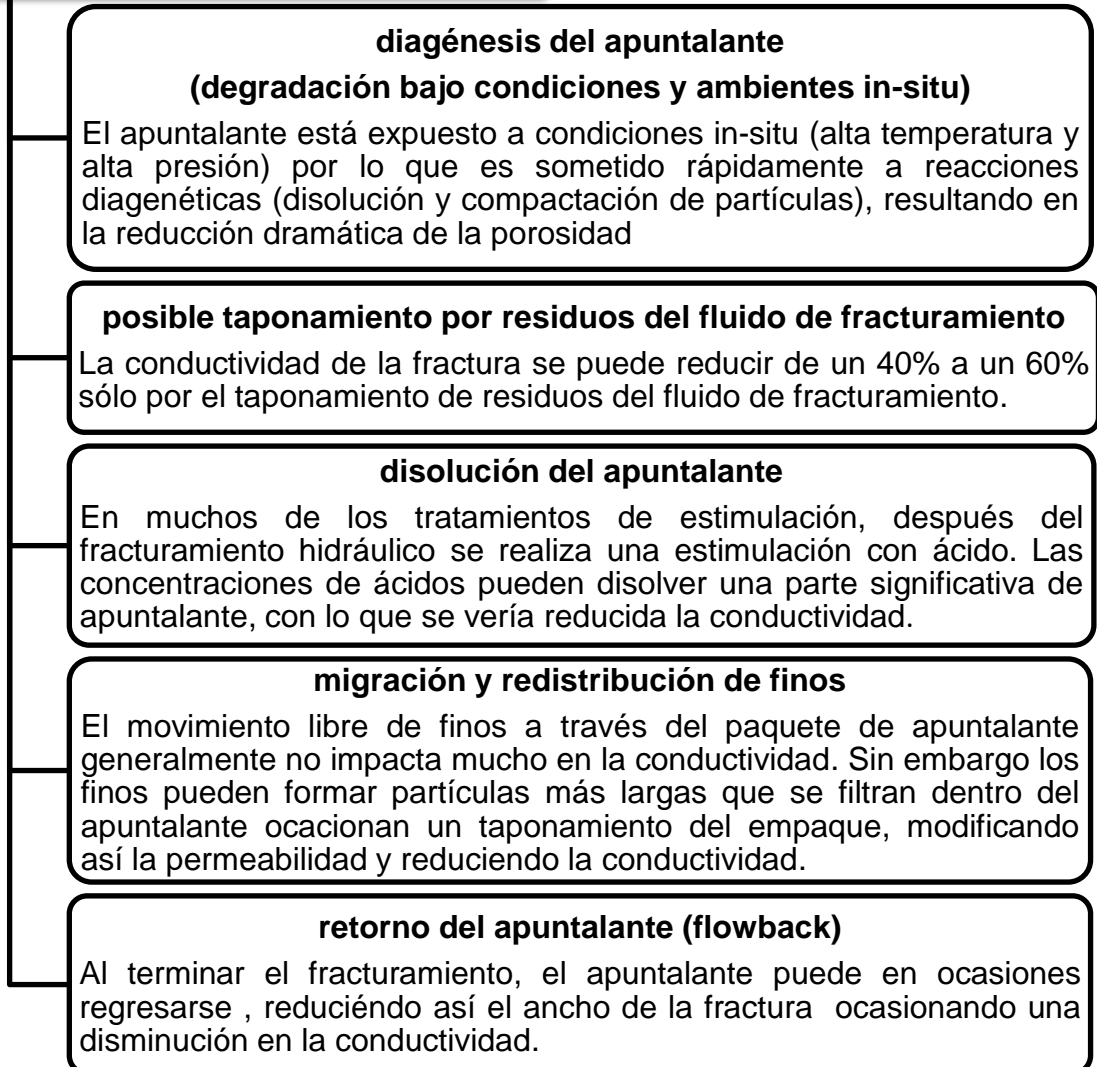 diagénesis del apuntalante
(degradación bajo condiciones y ambientes in-situ)
El apuntalante está expuesto a condiciones in-situ (alta temperatura y
alta presión) por lo que es sometido rápidamente a reacciones
diagenéticas (disolución y compactación de partículas), resultando en
la reducción dramática de la porosidad
posible taponamiento por residuos del fluido de fracturamiento
La conductividad de la fractura se puede reducir de un 40% a un 60%
sólo por el taponamiento de residuos del fluido de fracturamiento.
disolución del apuntalante
En muchos de los tratamientos de estimulación, después del
fracturamiento hidráulico se realiza una estimulación con ácido. Las
concentraciones de ácidos pueden disolver una parte significativa de
apuntalante, con lo que se vería reducida la conductividad.
migración y redistribución de finos
El movimiento libre de finos a través del paquete de apuntalante
generalmente no impacta mucho en la conductividad. Sin embargo los
finos pueden formar partículas más largas que se filtran dentro del
apuntalante ocacionan un taponamiento del empaque, modificando
así la permeabilidad y reduciendo la conductividad.
retorno del apuntalante (flowback)
Al terminar el fracturamiento, el apuntalante puede en ocasiones
regresarse , reduciéndo así el ancho de la fractura ocasionando una
disminución en la conductividad.